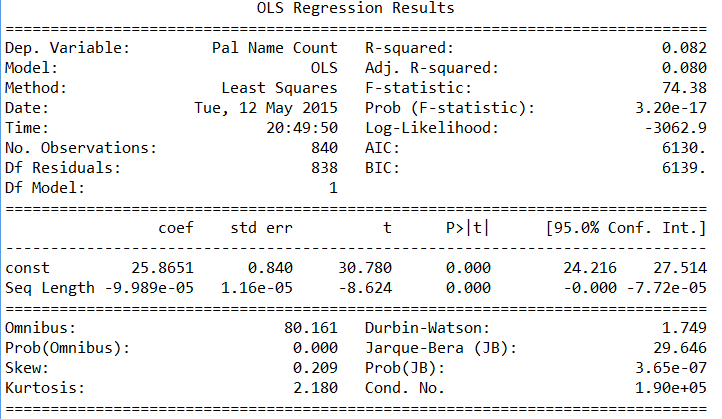 OLS Regression Results
==============================================================================
Dep. Variable: Pal Name Count R-squared: 0.082
Model: OLS Adj. R-squared: 0.080
Method: Least Squares F-statistic: 74.38
Date: Tue, 12 May 2015 Prob (F-statistic): 3.20e-17
Time: 20:49:50 Log-Likelihood: -3062.9
No. Observations: 840 AIC: 6130.
Df Residuals: 838 BIC: 6139.
Df Model: 1
==============================================================================
coef std err t P>|t| [95.0% Conf. Int.]
------------------------------------------------------------------------------
const 25.8651 0.840 30.780 0.000 24.216 27.514
Seq Length -9.989e-05 1.16e-05 -8.624 0.000 -0.000 -7.72e-05
==============================================================================
Omnibus: 80.161 Durbin-Watson: 1.749
Prob(Omnibus): 0.000 Jarque-Bera (JB): 29.646
Skew: 0.209 Prob(JB): 3.65e-07
Kurtosis: 2.180 Cond. No. 1.90e+05
==============================================================================